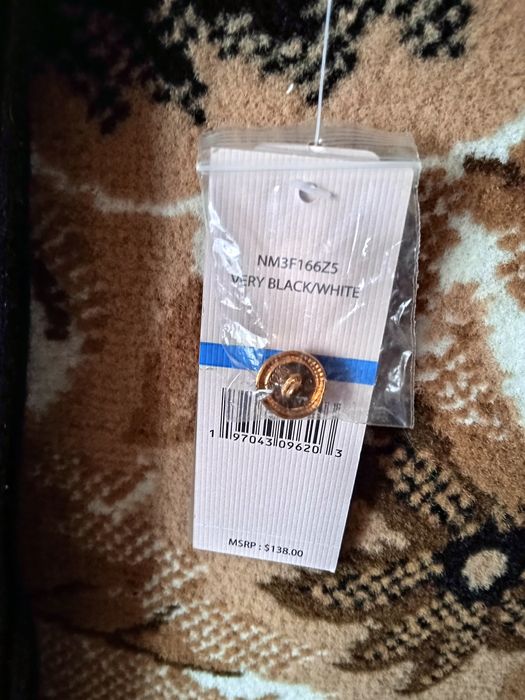 NM3F166Z5
VERY BLACK/WHITE
1 97043 09620 3
MSRP : $138.00